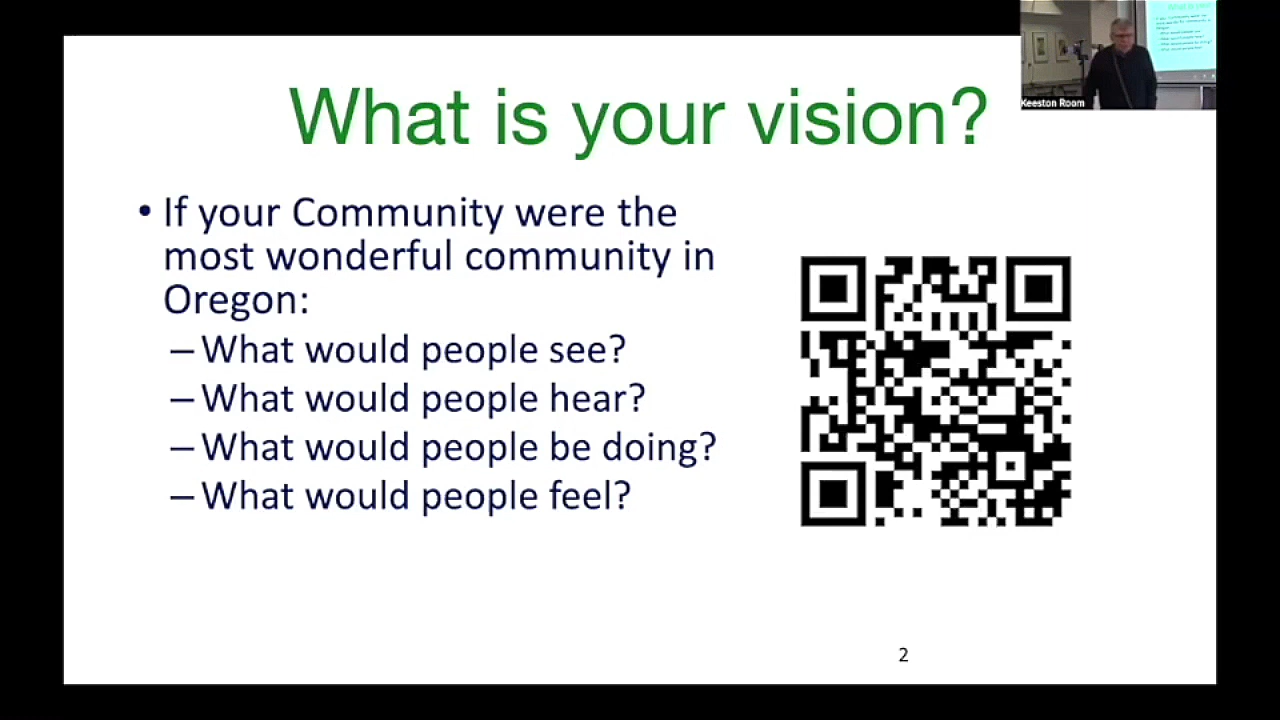 What is your vision?
Keeston Room
• If your Community were the
most wonderful community in
Oregon:
– What would people see?
– What would people hear?
– What would people be doing?
– What would people feel?
2